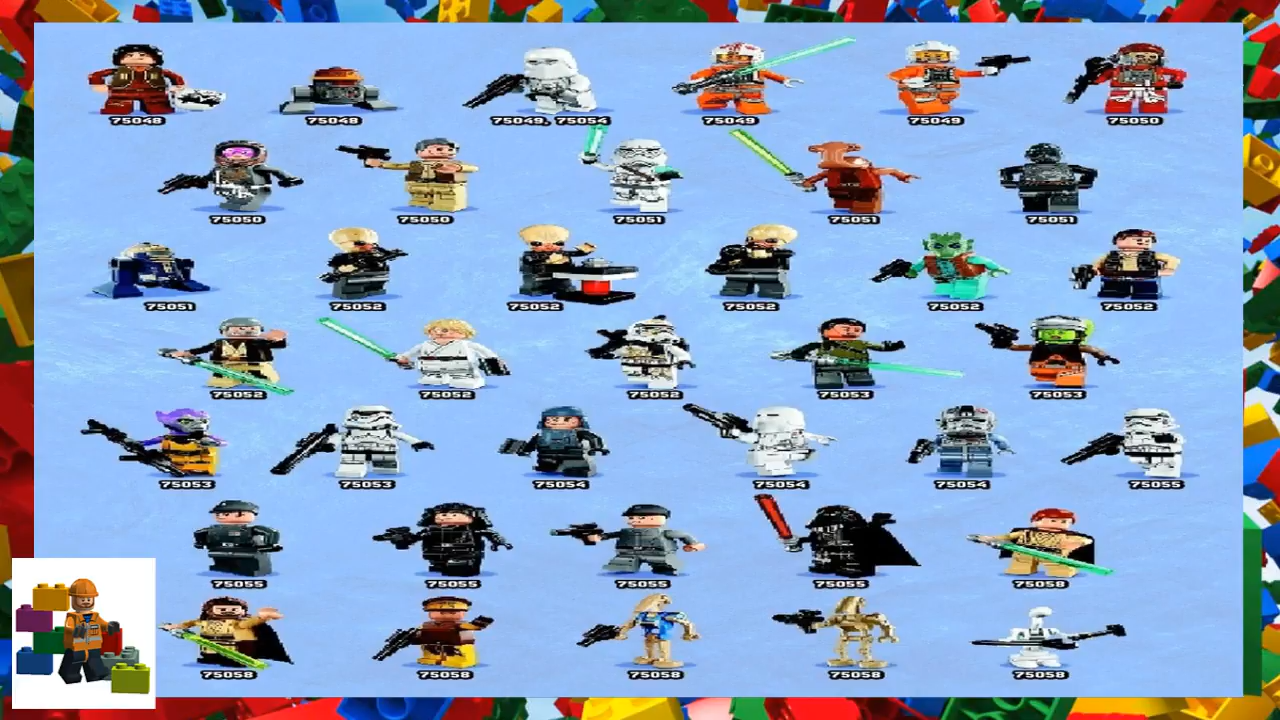 75048 75048 75049, 75054 75049 75049 75050
75050 75050 75051 75051 75051
75051 75052 75052 75052 75052 75052
75052 75052 75052 75053 75053
75053 75053 75054 75054 75054 75055
75055 75055 75055 75055 75058
75058 75058 75058 75058 75058